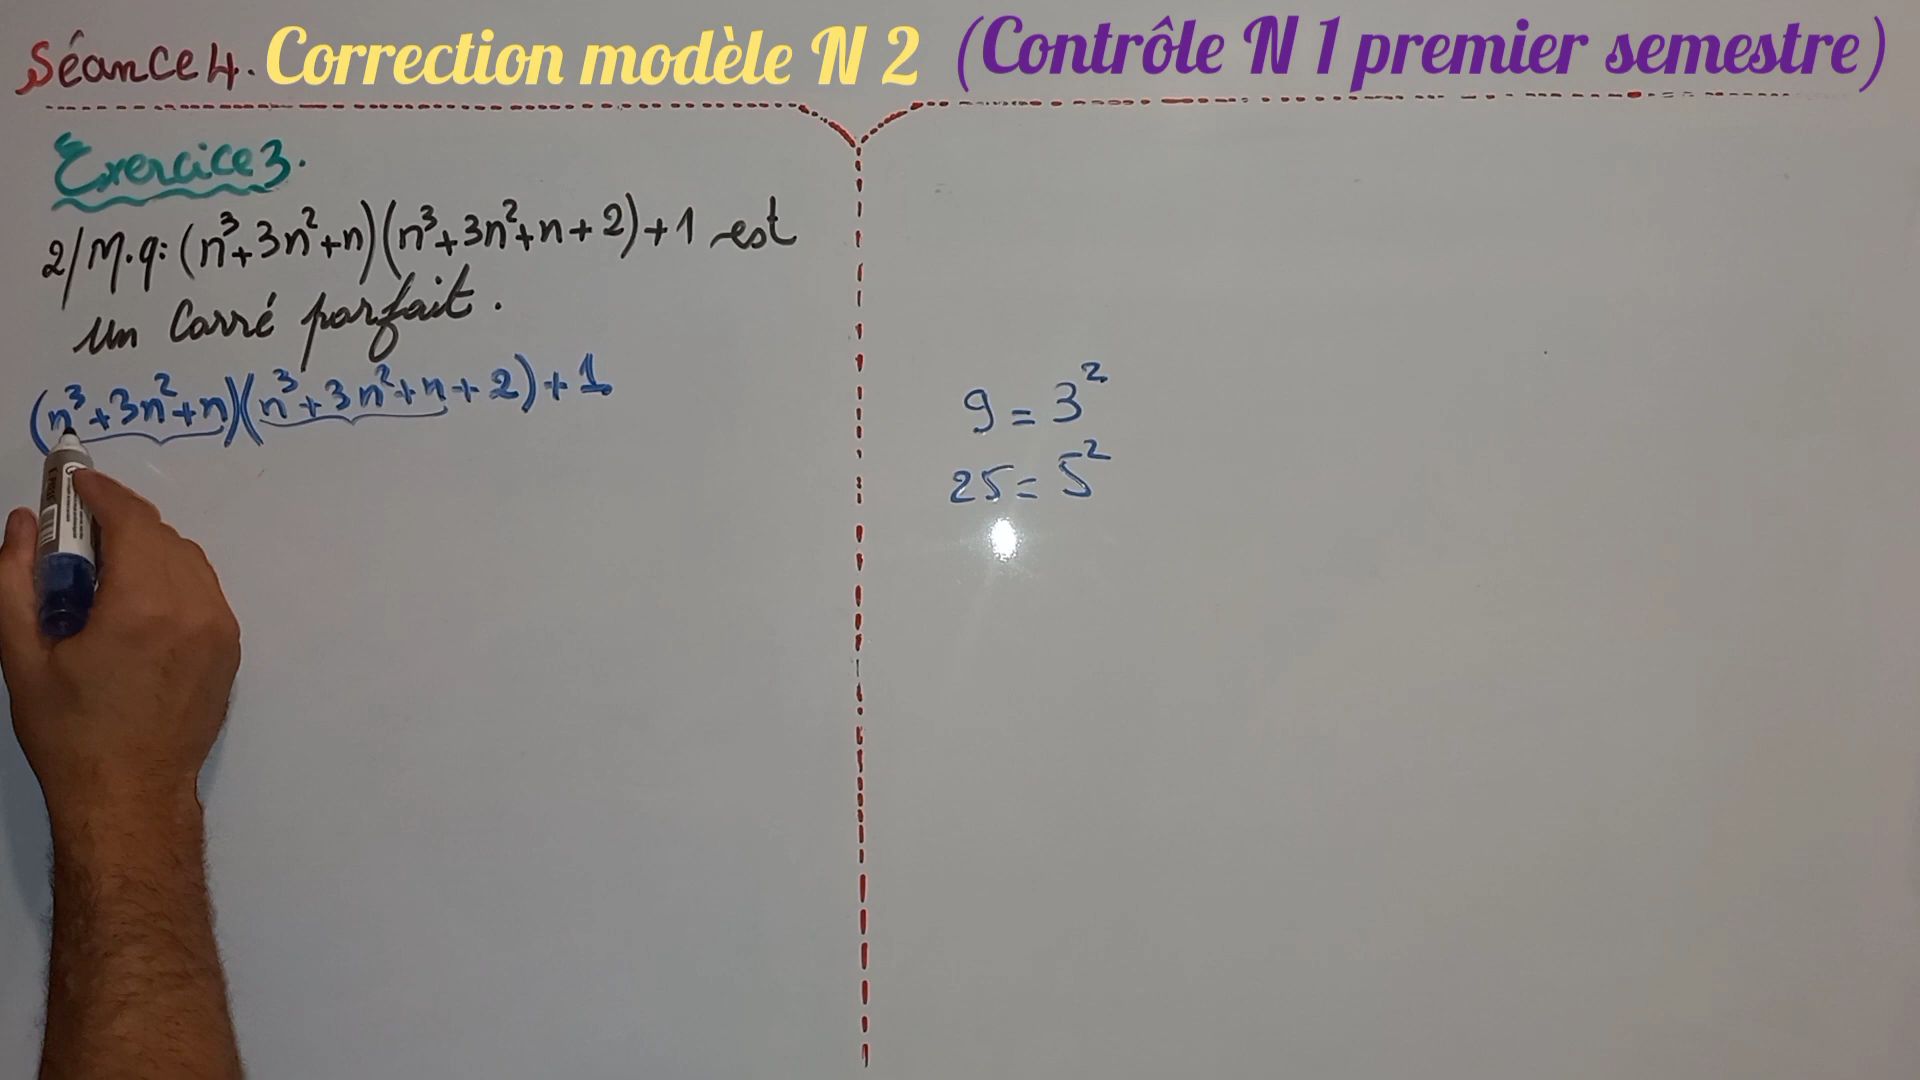 Séance 4. Correction modèle N 2 (Contrôle N 1 premier semestre)
Exercice 3.
2/ M.q: (n³+3n²+n)(n³+3n²+n+2)+1 est
un Carré parfait.
(n³+3n²+n)(n³+3n²+n+2)+1
9 = 3²
25 = 5²